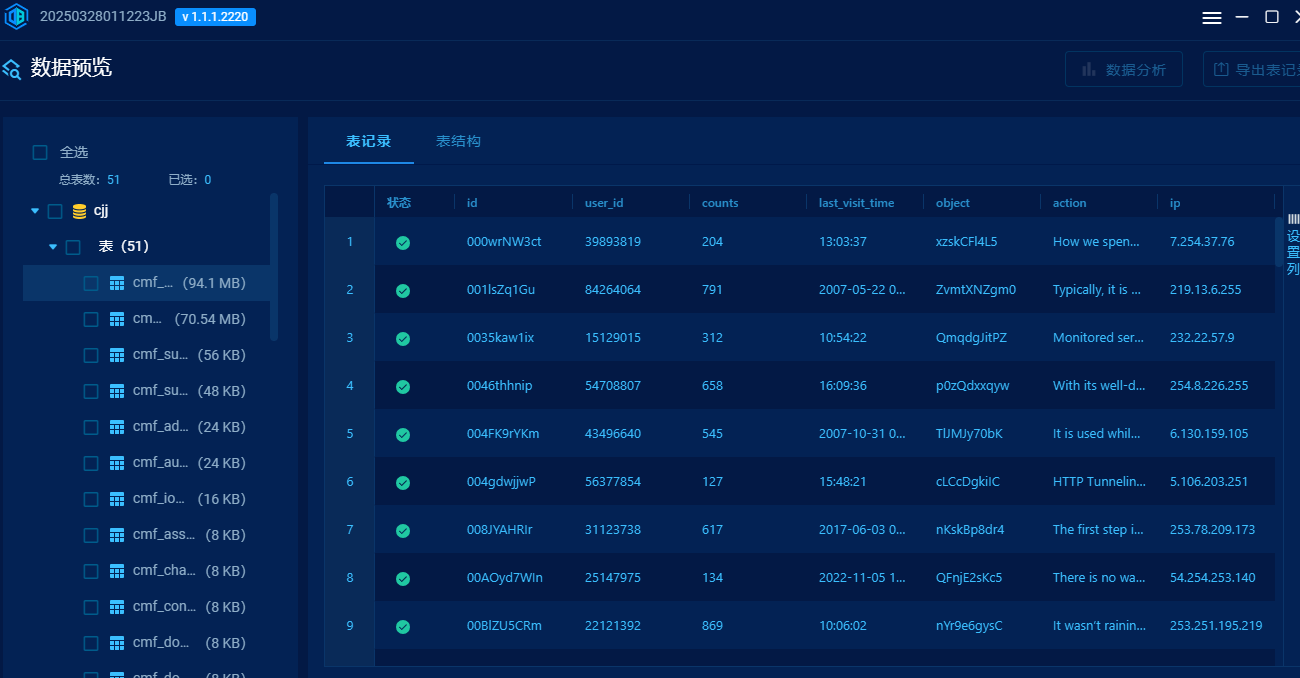 20250328011223JB v 1.1.1.2220
数据预览 数据分析 导出表记
全选
总表数: 51 已选: 0
cjj
表 (51)
cmf_... (94.1 MB)
cm... (70.54 MB)
cmf_su... (56 KB)
cmf_su... (48 KB)
cmf_ad... (24 KB)
cmf_au... (24 KB)
cmf_io... (16 KB)
cmf_ass... (8 KB)
cmf_cha... (8 KB)
cmf_con... (8 KB)
cmf_do... (8 KB)
cmf_do... (8 KB)
表记录 表结构
状态 id user_id counts last_visit_time object action ip
1 000wrNW3ct 39893819 204 13:03:37 xzskCFl4L5 How we spen... 7.254.37.76
2 001lsZq1Gu 84264064 791 2007-05-22 0... ZvmtXNZgm0 Typically, it is ... 219.13.6.255
3 0035kaw1ix 15129015 312 10:54:22 QmqdgJitPZ Monitored ser... 232.22.57.9
4 0046thhnip 54708807 658 16:09:36 p0zQdxxqyw With its well-d... 254.8.226.255
5 004FK9rYKm 43496640 545 2007-10-31 0... TlJMJy70bK It is used whil... 6.130.159.105
6 004gdwjjwP 56377854 127 15:48:21 cLCcDgkiIC HTTP Tunnelin... 5.106.203.251
7 008JYAHRIr 31123738 617 2017-06-03 0... nKskBp8dr4 The first step i... 253.78.209.173
8 00AOyd7WIn 25147975 134 2022-11-05 1... QFnjE2sKc5 There is no wa... 54.254.253.140
9 00BlZU5CRm 22121392 869 10:06:02 nYr9e6gysC It wasn't rainin... 253.251.195.219
设置列